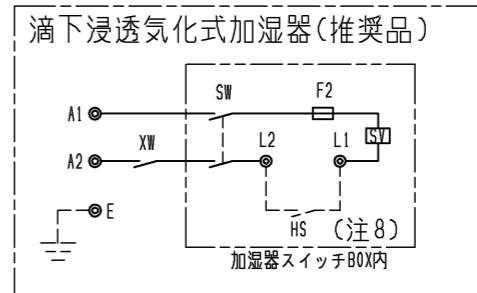 滴下浸透気化式加湿器(推奨品)
SW
F2
A1
SV
XW
L2
L1
A2
E
HS
(注8)
加湿器スイッチBOX内